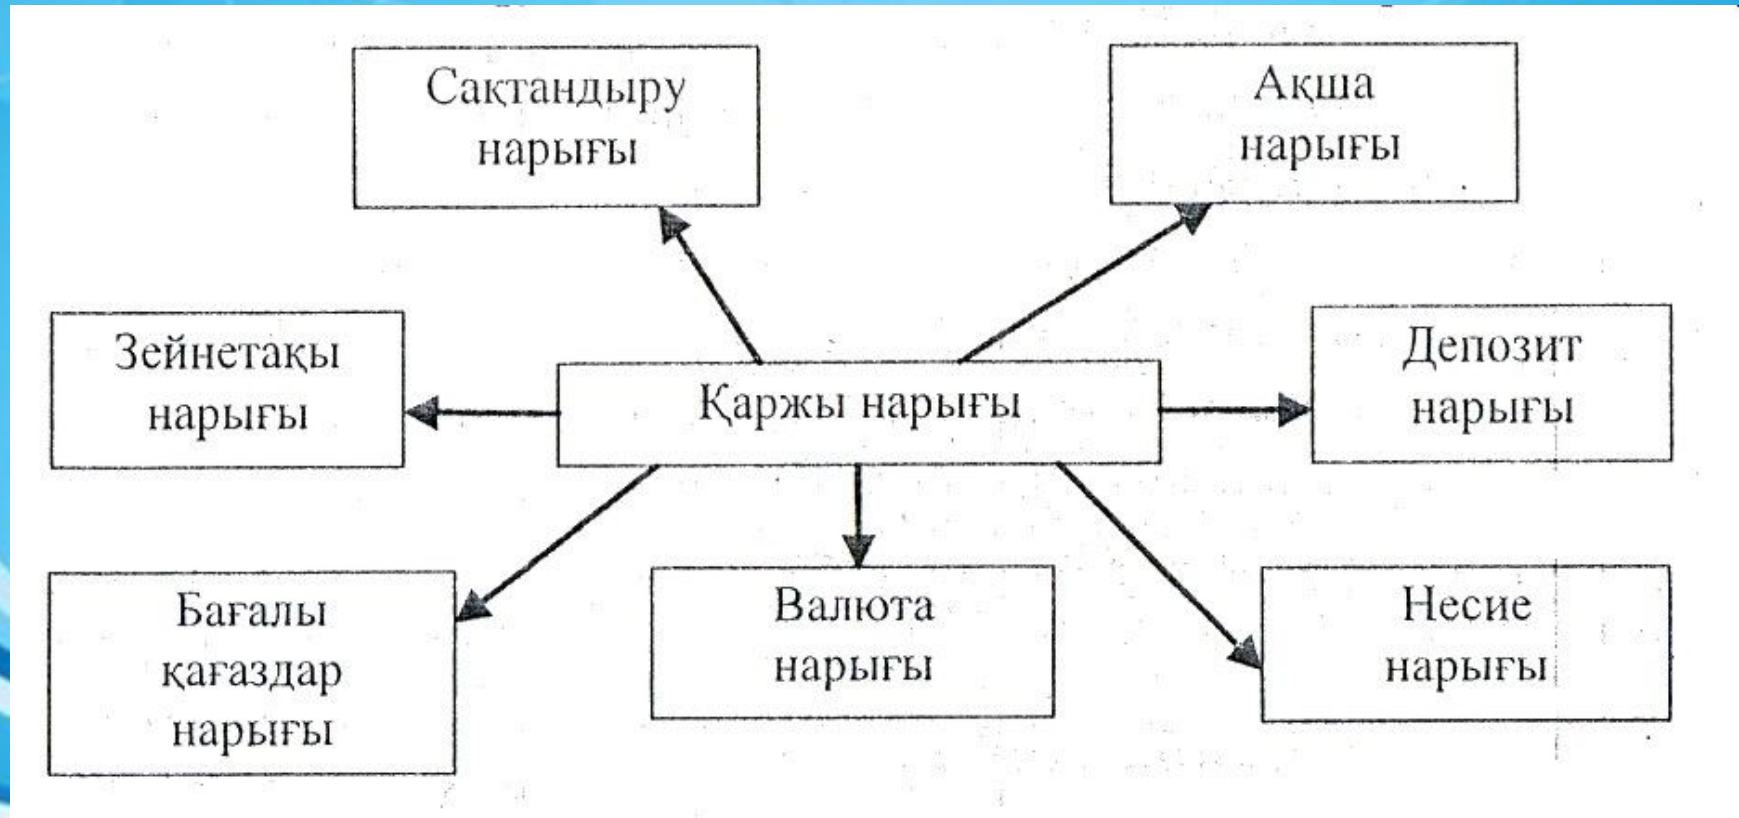 Сақтандыру
нарығы
Ақша
нарығы
Зейнетақы
нарығы
Қаржы нарығы
Депозит
нарығы
Бағалы
қағаздар
нарығы
Валюта
нарығы
Несие
нарығы